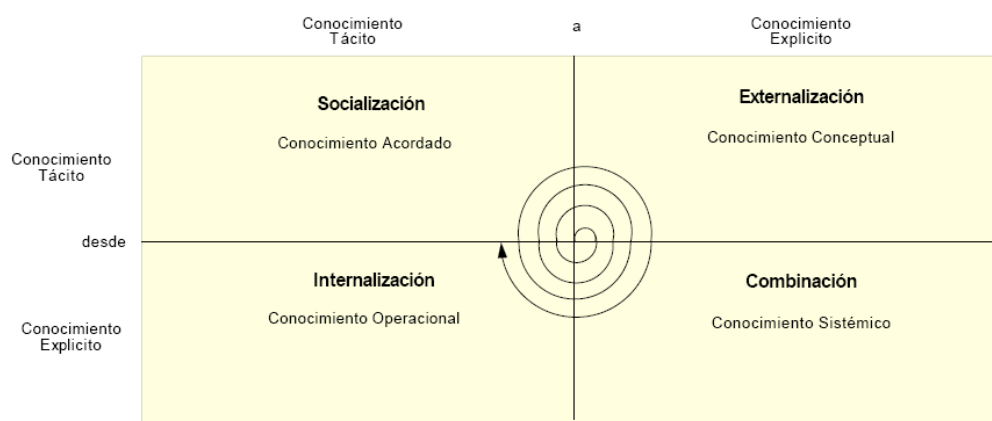 Conocimiento
Tácito
a
Conocimiento
Explicito
Socialización
Conocimiento Acordado
Externalización
Conocimiento Conceptual
Conocimiento
Tácito
desde
Internalización
Conocimiento Operacional
Combinación
Conocimiento Sistémico
Conocimiento
Explicito